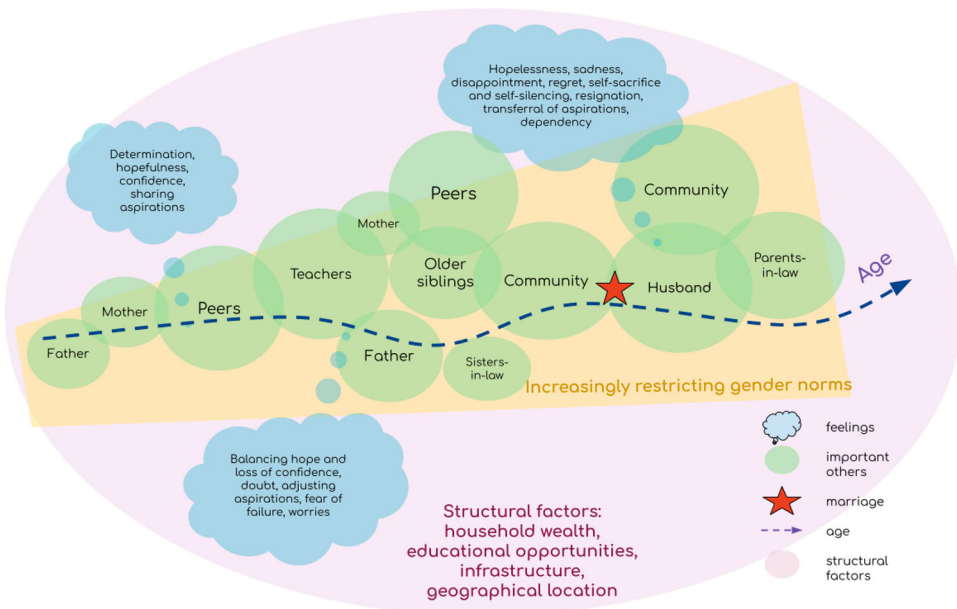 Hopelessness, sadness,
disappointment, regret, self-sacrifice
and self-silencing, resignation,
transferral of aspirations,
dependency
Determination,
hopefulness,
confidence,
sharing
aspirations
Peers
Community
Mother
Teachers
Older
siblings
Community
Husband
Parents-
in-law
Age
Mother
Peers
Father
Father
Sisters-
in-law
Increasingly restricting gender norms
Balancing hope and
loss of confidence,
doubt, adjusting
aspirations, fear of
failure, worries
Structural factors:
household wealth,
educational opportunities,
infrastructure,
geographical location
feelings
important
others
marriage
age
structural
factors